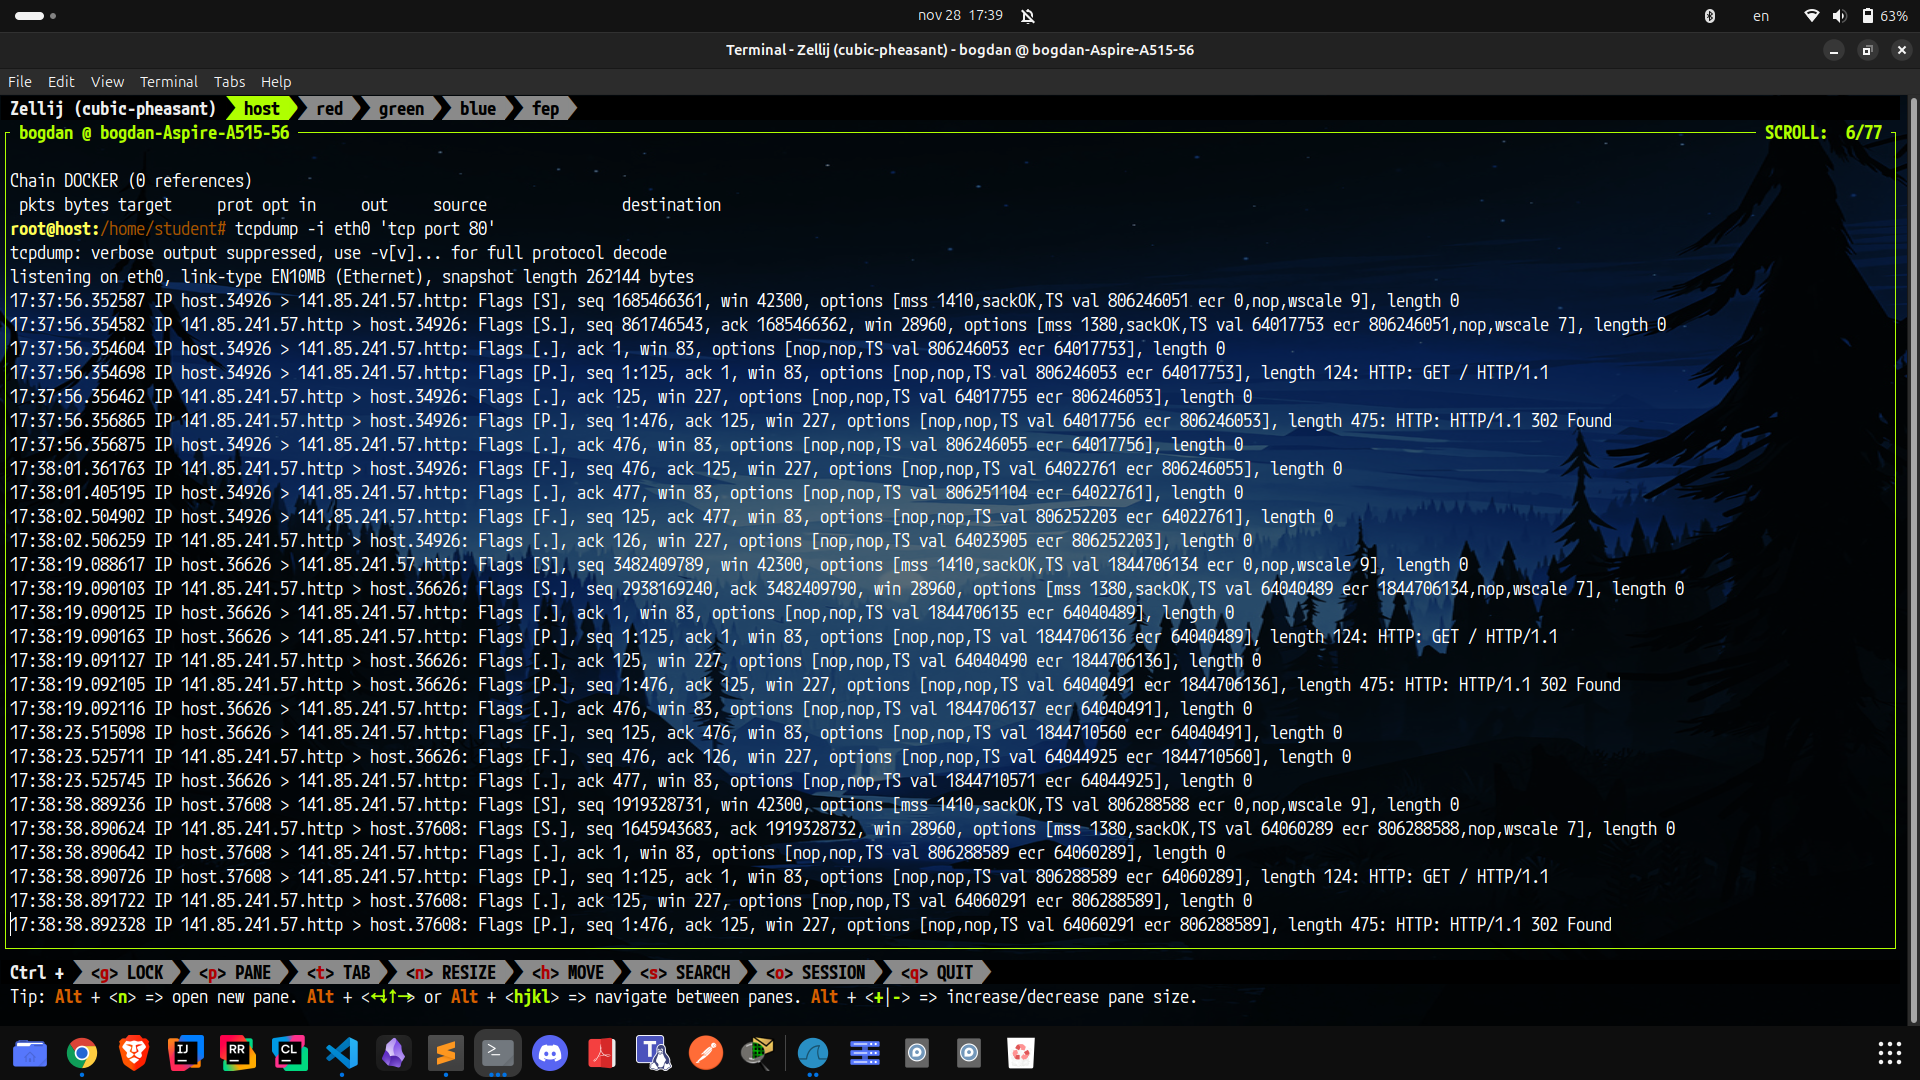 nov 28 17:39
en
63%
Terminal - Zellij (cubic-pheasant) - bogdan @ bogdan-Aspire-A515-56
File Edit View Terminal Tabs Help
Zellij (cubic-pheasant) host red green blue fep
bogdan @ bogdan-Aspire-A515-56 SCROLL: 6/77
Chain DOCKER (0 references)
pkts bytes target prot opt in out source destination
root@host:/home/student# tcpdump -i eth0 'tcp port 80'
tcpdump: verbose output suppressed, use -v[v]... for full protocol decode
listening on eth0, link-type EN10MB (Ethernet), snapshot length 262144 bytes
17:37:56.352587 IP host.34926 > 141.85.241.57.http: Flags [S], seq 1685466361, win 42300, options [mss 1410,sackOK,TS val 806246051 ecr 0,nop,wscale 9], length 0
17:37:56.354582 IP 141.85.241.57.http > host.34926: Flags [S.], seq 861746543, ack 1685466362, win 28960, options [mss 1380,sackOK,TS val 64017753 ecr 806246051,nop,wscale 7], length 0
17:37:56.354604 IP host.34926 > 141.85.241.57.http: Flags [.], ack 1, win 83, options [nop,nop,TS val 806246053 ecr 64017753], length 0
17:37:56.354698 IP host.34926 > 141.85.241.57.http: Flags [P.], seq 1:125, ack 1, win 83, options [nop,nop,TS val 806246053 ecr 64017753], length 124: HTTP: GET / HTTP/1.1
17:37:56.356462 IP 141.85.241.57.http > host.34926: Flags [.], ack 125, win 227, options [nop,nop,TS val 64017755 ecr 806246053], length 0
17:37:56.356865 IP 141.85.241.57.http > host.34926: Flags [P.], seq 1:476, ack 125, win 227, options [nop,nop,TS val 64017756 ecr 806246053], length 475: HTTP: HTTP/1.1 302 Found
17:37:56.356875 IP host.34926 > 141.85.241.57.http: Flags [.], ack 476, win 83, options [nop,nop,TS val 806246055 ecr 64017756], length 0
17:38:01.361763 IP 141.85.241.57.http > host.34926: Flags [F.], seq 476, ack 125, win 227, options [nop,nop,TS val 64022761 ecr 806246055], length 0
17:38:01.405195 IP host.34926 > 141.85.241.57.http: Flags [.], ack 477, win 83, options [nop,nop,TS val 806251104 ecr 64022761], length 0
17:38:02.504902 IP host.34926 > 141.85.241.57.http: Flags [F.], seq 125, ack 477, win 83, options [nop,nop,TS val 806252203 ecr 64022761], length 0
17:38:02.506259 IP 141.85.241.57.http > host.34926: Flags [.], ack 126, win 227, options [nop,nop,TS val 64023905 ecr 806252203], length 0
17:38:19.088617 IP host.36626 > 141.85.241.57.http: Flags [S], seq 3482409789, win 42300, options [mss 1410,sackOK,TS val 1844706134 ecr 0,nop,wscale 9], length 0
17:38:19.090103 IP 141.85.241.57.http > host.36626: Flags [S.], seq 2938169240, ack 3482409790, win 28960, options [mss 1380,sackOK,TS val 64040489 ecr 1844706134,nop,wscale 7], length 0
17:38:19.090125 IP host.36626 > 141.85.241.57.http: Flags [.], ack 1, win 83, options [nop,nop,TS val 1844706135 ecr 64040489], length 0
17:38:19.090163 IP host.36626 > 141.85.241.57.http: Flags [P.], seq 1:125, ack 1, win 83, options [nop,nop,TS val 1844706136 ecr 64040489], length 124: HTTP: GET / HTTP/1.1
17:38:19.091127 IP 141.85.241.57.http > host.36626: Flags [.], ack 125, win 227, options [nop,nop,TS val 64040490 ecr 1844706136], length 0
17:38:19.092105 IP 141.85.241.57.http > host.36626: Flags [P.], seq 1:476, ack 125, win 227, options [nop,nop,TS val 64040491 ecr 1844706136], length 475: HTTP: HTTP/1.1 302 Found
17:38:19.092116 IP host.36626 > 141.85.241.57.http: Flags [.], ack 476, win 83, options [nop,nop,TS val 1844706137 ecr 64040491], length 0
17:38:23.515098 IP host.36626 > 141.85.241.57.http: Flags [F.], seq 125, ack 476, win 83, options [nop,nop,TS val 1844710560 ecr 64040491], length 0
17:38:23.525711 IP 141.85.241.57.http > host.36626: Flags [F.], seq 476, ack 126, win 227, options [nop,nop,TS val 64044925 ecr 1844710560], length 0
17:38:23.525745 IP host.36626 > 141.85.241.57.http: Flags [.], ack 477, win 83, options [nop,nop,TS val 1844710571 ecr 64044925], length 0
17:38:38.889236 IP host.37608 > 141.85.241.57.http: Flags [S], seq 1919328731, win 42300, options [mss 1410,sackOK,TS val 806288588 ecr 0,nop,wscale 9], length 0
17:38:38.890624 IP 141.85.241.57.http > host.37608: Flags [S.], seq 1645943683, ack 1919328732, win 28960, options [mss 1380,sackOK,TS val 64060289 ecr 806288588,nop,wscale 7], length 0
17:38:38.890642 IP host.37608 > 141.85.241.57.http: Flags [.], ack 1, win 83, options [nop,nop,TS val 806288589 ecr 64060289], length 0
17:38:38.890726 IP host.37608 > 141.85.241.57.http: Flags [P.], seq 1:125, ack 1, win 83, options [nop,nop,TS val 806288589 ecr 64060289], length 124: HTTP: GET / HTTP/1.1
17:38:38.891722 IP 141.85.241.57.http > host.37608: Flags [.], ack 125, win 227, options [nop,nop,TS val 64060291 ecr 806288589], length 0
17:38:38.892328 IP 141.85.241.57.http > host.37608: Flags [P.], seq 1:476, ack 125, win 227, options [nop,nop,TS val 64060291 ecr 806288589], length 475: HTTP: HTTP/1.1 302 Found
Ctrl + <g> LOCK <p> PANE <t> TAB <n> RESIZE <h> MOVE <s> SEARCH <o> SESSION <q> QUIT
Tip: Alt + <n> => open new pane. Alt + <←↓↑→> or Alt + <hjkl> => navigate between panes. Alt + <+|-> => increase/decrease pane size.
IJ RR CL T